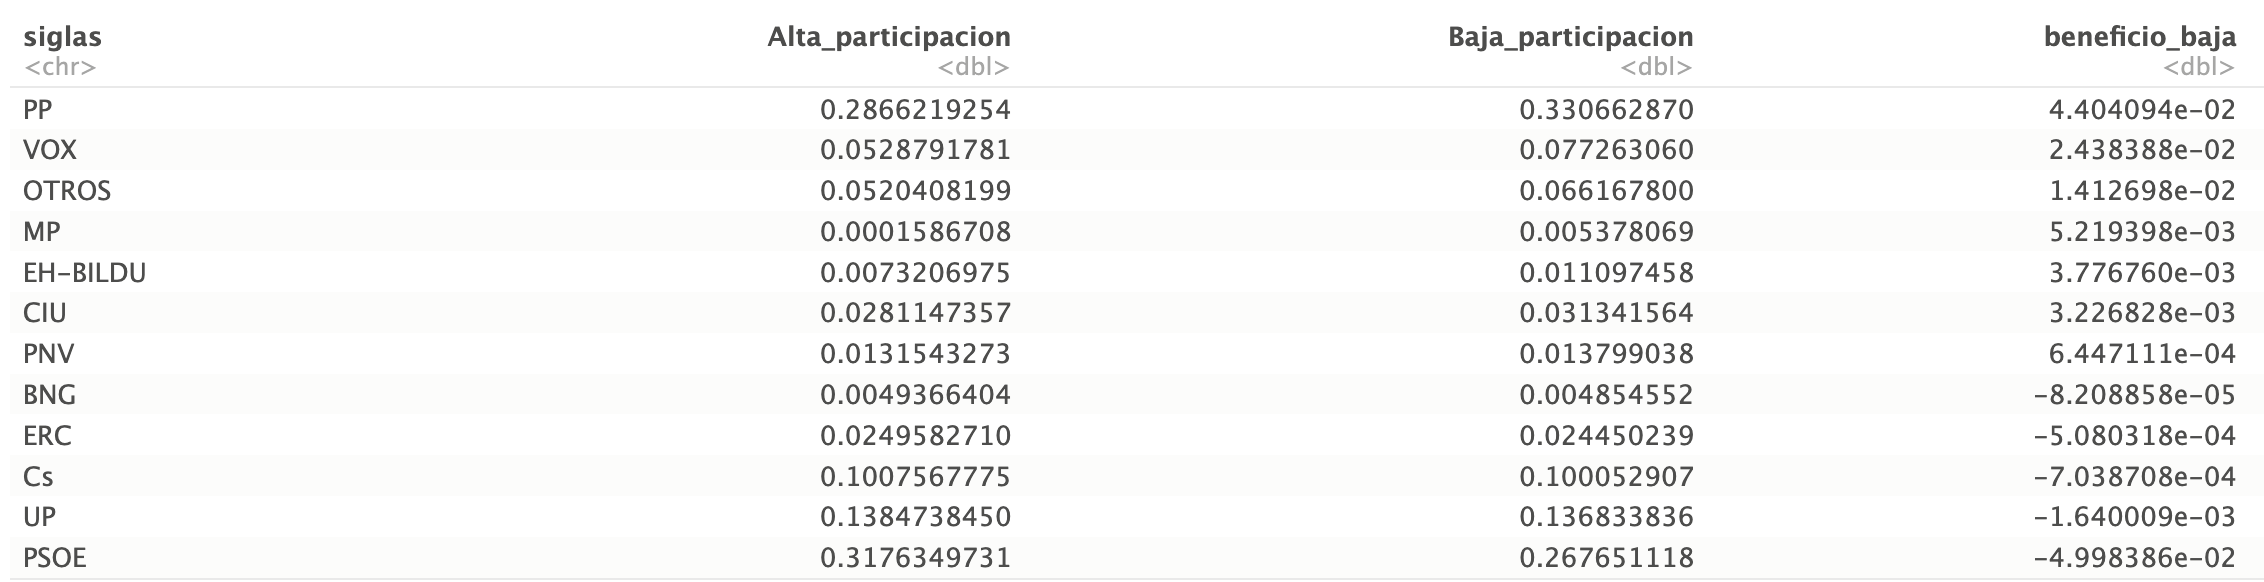 siglas Alta_participacion Baja_participacion beneficio_baja
<chr> <dbl> <dbl> <dbl>
PP 0.2866219254 0.330662870 4.404094e-02
VOX 0.0528791781 0.077263060 2.438388e-02
OTROS 0.0520408199 0.066167800 1.412698e-02
MP 0.0001586708 0.005378069 5.219398e-03
EH-BILDU 0.0073206975 0.011097458 3.776760e-03
CIU 0.0281147357 0.031341564 3.226828e-03
PNV 0.0131543273 0.013799038 6.447111e-04
BNG 0.0049366404 0.004854552 -8.208858e-05
ERC 0.0249582710 0.024450239 -5.080318e-04
Cs 0.1007567775 0.100052907 -7.038708e-04
UP 0.1384738450 0.136833836 -1.640009e-03
PSOE 0.3176349731 0.267651118 -4.998386e-02